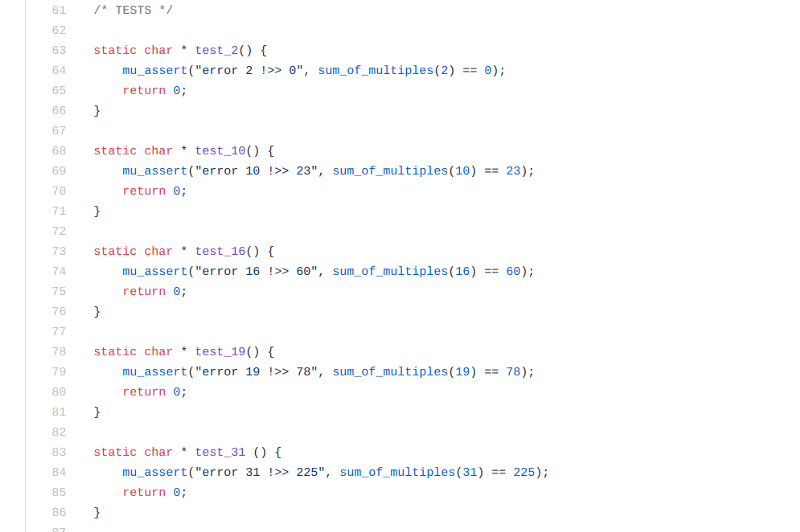 61 /* TESTS */
62
63 static char * test_2() {
64 mu_assert("error 2 !>> 0", sum_of_multiples(2) == 0);
65 return 0;
66 }
67
68 static char * test_10() {
69 mu_assert("error 10 !>> 23", sum_of_multiples(10) == 23);
70 return 0;
71 }
72
73 static char * test_16() {
74 mu_assert("error 16 !>> 60", sum_of_multiples(16) == 60);
75 return 0;
76 }
77
78 static char * test_19() {
79 mu_assert("error 19 !>> 78", sum_of_multiples(19) == 78);
80 return 0;
81 }
82
83 static char * test_31 () {
84 mu_assert("error 31 !>> 225", sum_of_multiples(31) == 225);
85 return 0;
86 }
87